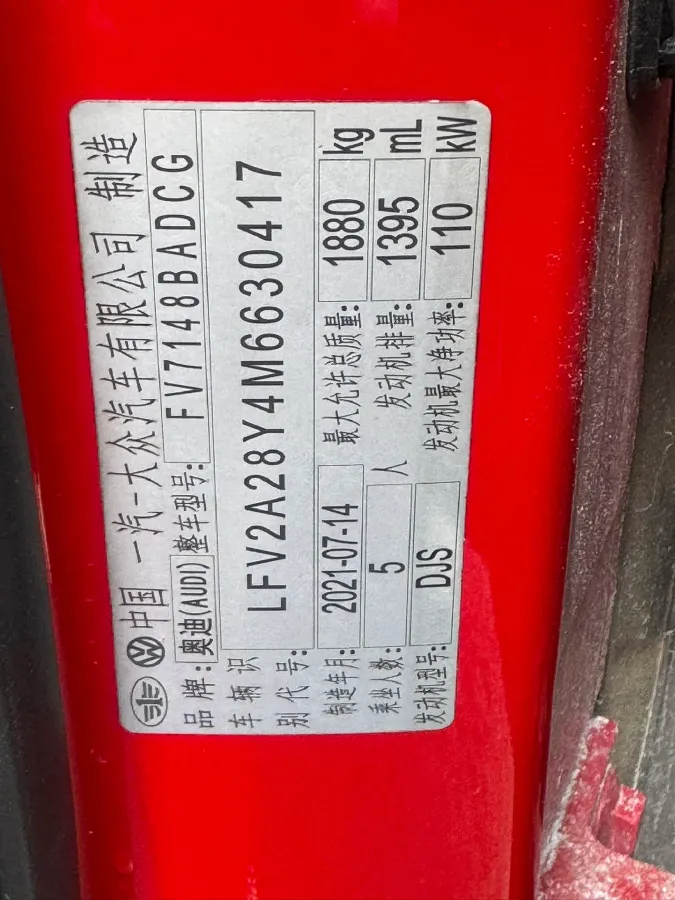 中国 一汽-大众汽车有限公司 制造
品牌: 奥迪(AUDI) 整车型号: FV7148BADCG
车辆识别代号: LFV2A28Y4M6630417
制造年月: 2021-07-14 最大允许总质量: 1880 kg
乘坐人数: 5 人 发动机排量: 1395 mL
发动机型号: DJS 发动机最大净功率: 110 kW